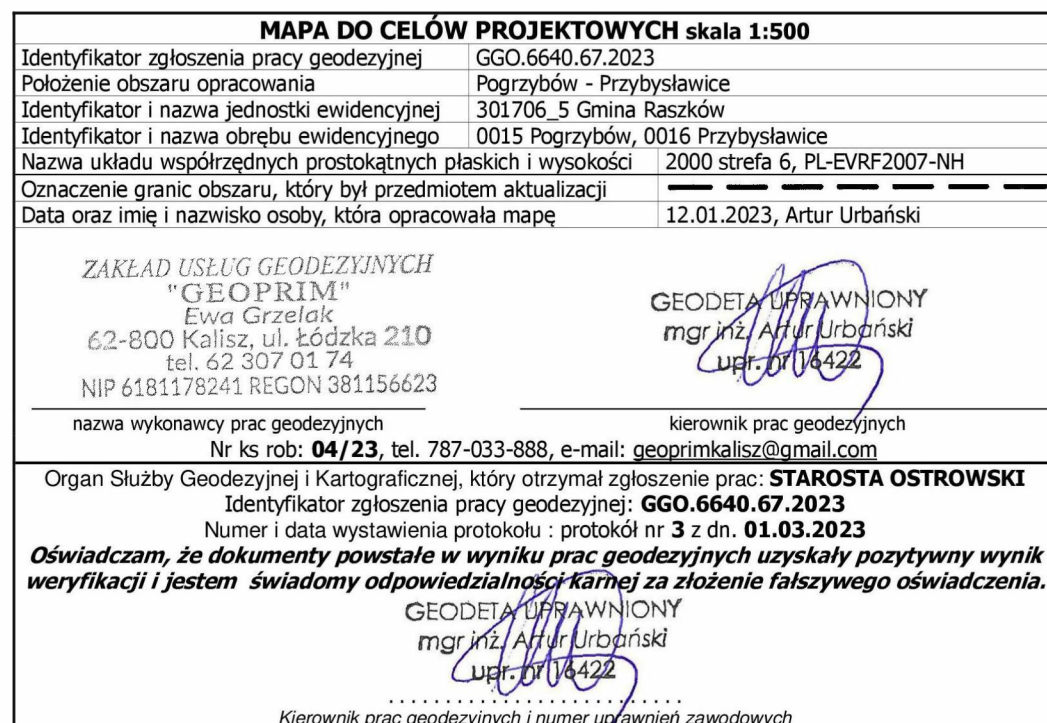 MAPA DO CELÓW PROJEKTOWYCH skala 1:500
Identyfikator zgłoszenia pracy geodezyjnej GGO.6640.67.2023
Położenie obszaru opracowania Pogrzybów - Przybysławice
Identyfikator i nazwa jednostki ewidencyjnej 301706_5 Gmina Raszków
Identyfikator i nazwa obrębu ewidencyjnego 0015 Pogrzybów, 0016 Przybysławice
Nazwa układu współrzędnych prostokątnych płaskich i wysokości 2000 strefa 6, PL-EVRF2007-NH
Oznaczenie granic obszaru, który był przedmiotem aktualizacji
Data oraz imię i nazwisko osoby, która opracowała mapę 12.01.2023, Artur Urbański
ZAKŁAD USŁUG GEODEZYJNYCH
"GEOPRIM"
Ewa Grzelak
62-800 Kalisz, ul. Łódzka 210
tel. 62 307 01 74
NIP 6181178241 REGON 381156623
nazwa wykonawcy prac geodezyjnych
GEODETA UPRAWNIONY
mgr inż. Artur Urbański
upr. nr 16422
kierownik prac geodezyjnych
Nr ks rob: 04/23, tel. 787-033-888, e-mail: geoprimkalisz@gmail.com
Organ Służby Geodezyjnej i Kartograficznej, który otrzymał zgłoszenie prac: STAROSTA OSTROWSKI
Identyfikator zgłoszenia pracy geodezyjnej: GGO.6640.67.2023
Numer i data wystawienia protokołu : protokół nr 3 z dn. 01.03.2023
Oświadczam, że dokumenty powstałe w wyniku prac geodezyjnych uzyskały pozytywny wynik
weryfikacji i jestem świadomy odpowiedzialności karnej za złożenie fałszywego oświadczenia.
GEODETA UPRAWNIONY
mgr inż. Artur Urbański
upr. nr 16422
Kierownik prac geodezyjnych i numer uprawnień zawodowych